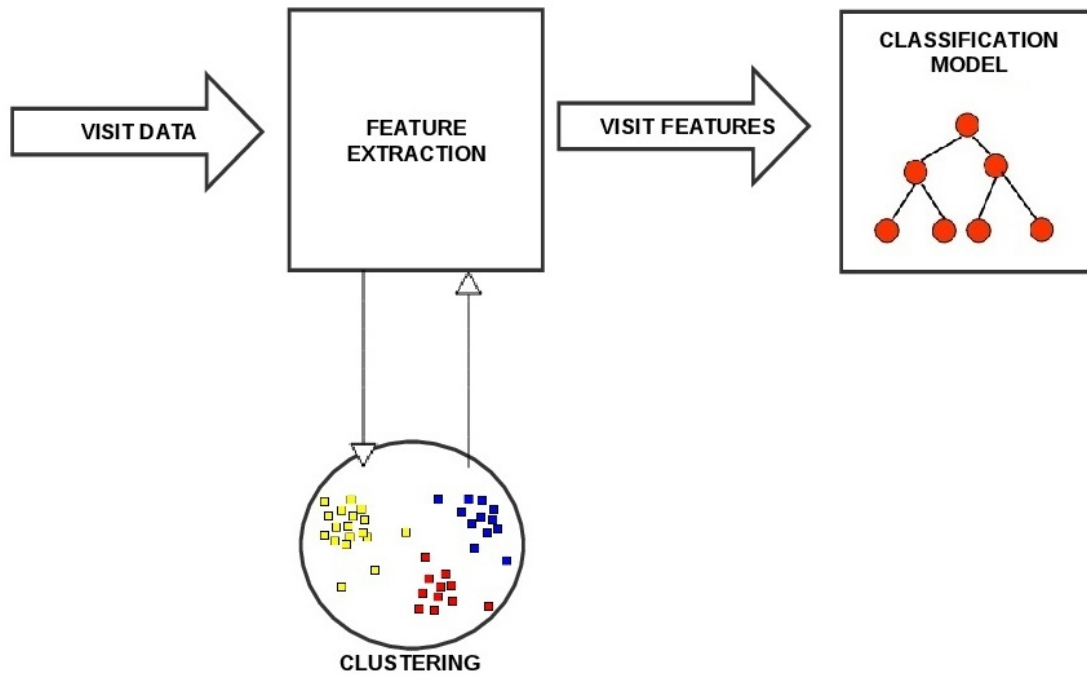 VISIT DATA
FEATURE
EXTRACTION
VISIT FEATURES
CLASSIFICATION
MODEL
CLUSTERING